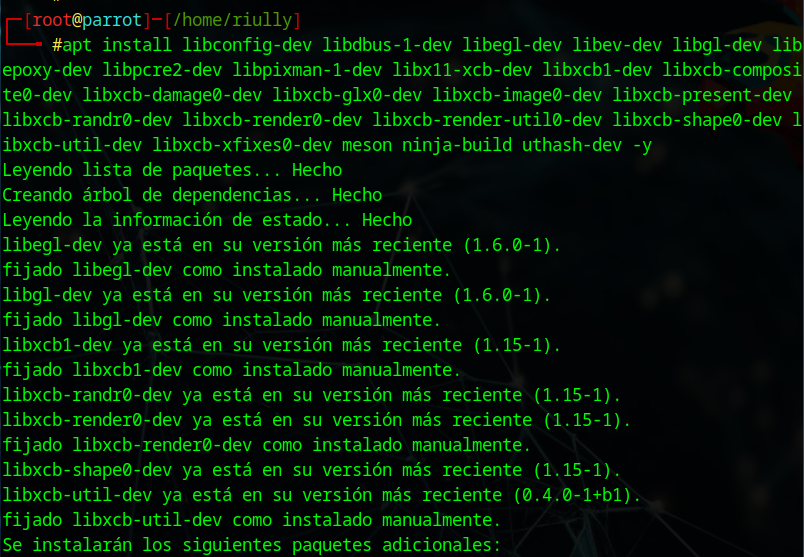 ┌─[root@parrot]─[/home/riully]
└──╼ #apt install libconfig-dev libdbus-1-dev libegl-dev libev-dev libgl-dev lib
epoxy-dev libpcre2-dev libpixman-1-dev libx11-xcb-dev libxcb1-dev libxcb-composi
te0-dev libxcb-damage0-dev libxcb-glx0-dev libxcb-image0-dev libxcb-present-dev
libxcb-randr0-dev libxcb-render0-dev libxcb-render-util0-dev libxcb-shape0-dev l
ibxcb-util-dev libxcb-xfixes0-dev meson ninja-build uthash-dev -y
Leyendo lista de paquetes... Hecho
Creando árbol de dependencias... Hecho
Leyendo la información de estado... Hecho
libegl-dev ya está en su versión más reciente (1.6.0-1).
fijado libegl-dev como instalado manualmente.
libgl-dev ya está en su versión más reciente (1.6.0-1).
fijado libgl-dev como instalado manualmente.
libxcb1-dev ya está en su versión más reciente (1.15-1).
fijado libxcb1-dev como instalado manualmente.
libxcb-randr0-dev ya está en su versión más reciente (1.15-1).
libxcb-render0-dev ya está en su versión más reciente (1.15-1).
fijado libxcb-render0-dev como instalado manualmente.
libxcb-shape0-dev ya está en su versión más reciente (1.15-1).
libxcb-util-dev ya está en su versión más reciente (0.4.0-1+b1).
fijado libxcb-util-dev como instalado manualmente.
Se instalarán los siguientes paquetes adicionales: